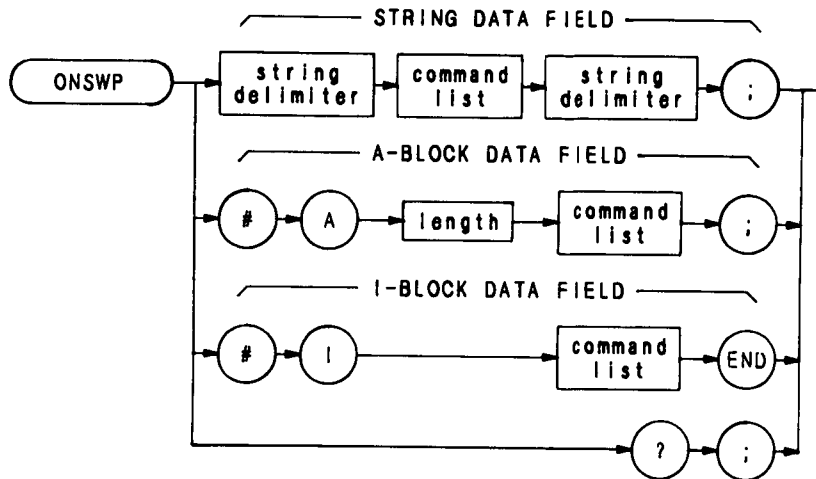 STRING DATA FIELD
ONSWP
string delimiter
command list
string delimiter
;
A-BLOCK DATA FIELD
#
A
length
command list
;
I-BLOCK DATA FIELD
#
I
command list
END
?
;